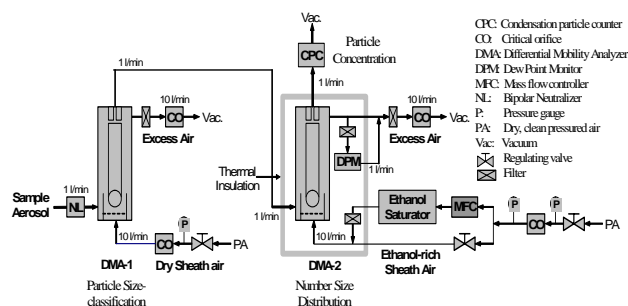 Vac.
1 l/min
1 l/min
CPC
Particle
Concentration
1 l/min
CPC: Condensation particle counter
CO: Critical orifice
DMA: Differential Mobility Analyzer
DPM: Dew Point Monitor
MFC: Mass flow controller
NL: Bipolar Neutralizer
P: Pressure gauge
PA: Dry, clean pressured air
Vac: Vacuum
Regulating valve
Filter
10 l/min
CO
Vac.
Excess Air
10 l/min
CO
Vac.
Excess Air
DPM
1 l/min
Thermal
Insulation
Sample
Aerosol
1 l/min
NL
1 l/min
Ethanol
Saturator
MFC
P
P
CO
PA
10 l/min
CO
P
PA
10 l/min
DMA-1
Dry Sheath air
DMA-2
Ethanol-rich
Sheath Air
Particle Size-
classification
Number Size
Distribution